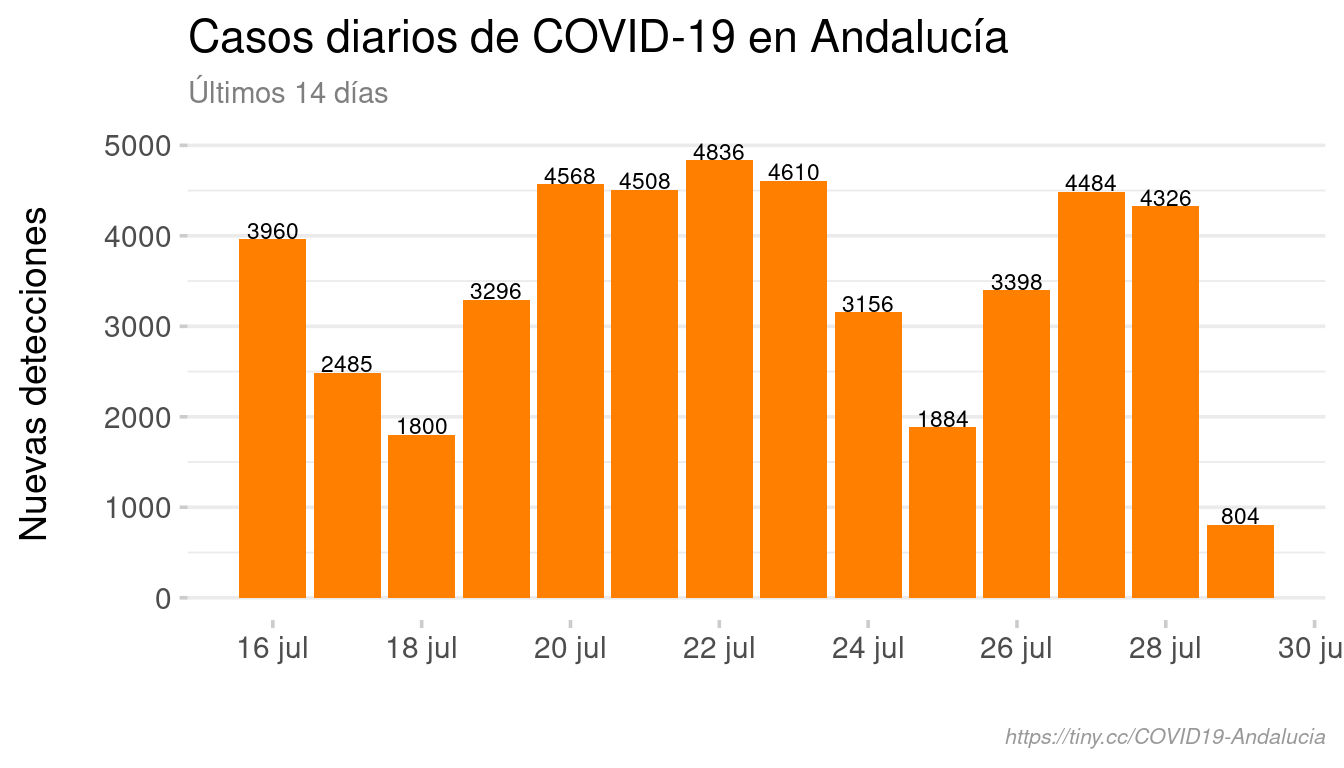 Casos diarios de COVID-19 en Andalucía
Últimos 14 días
Nuevas detecciones
5000
4000
3000
2000
1000
0
3960
2485
1800
3296
4568
4508
4836
4610
3156
1884
3398
4484
4326
804
16 jul
18 jul
20 jul
22 jul
24 jul
26 jul
28 jul
30 ju
https://tiny.cc/COVID19-Andalucia